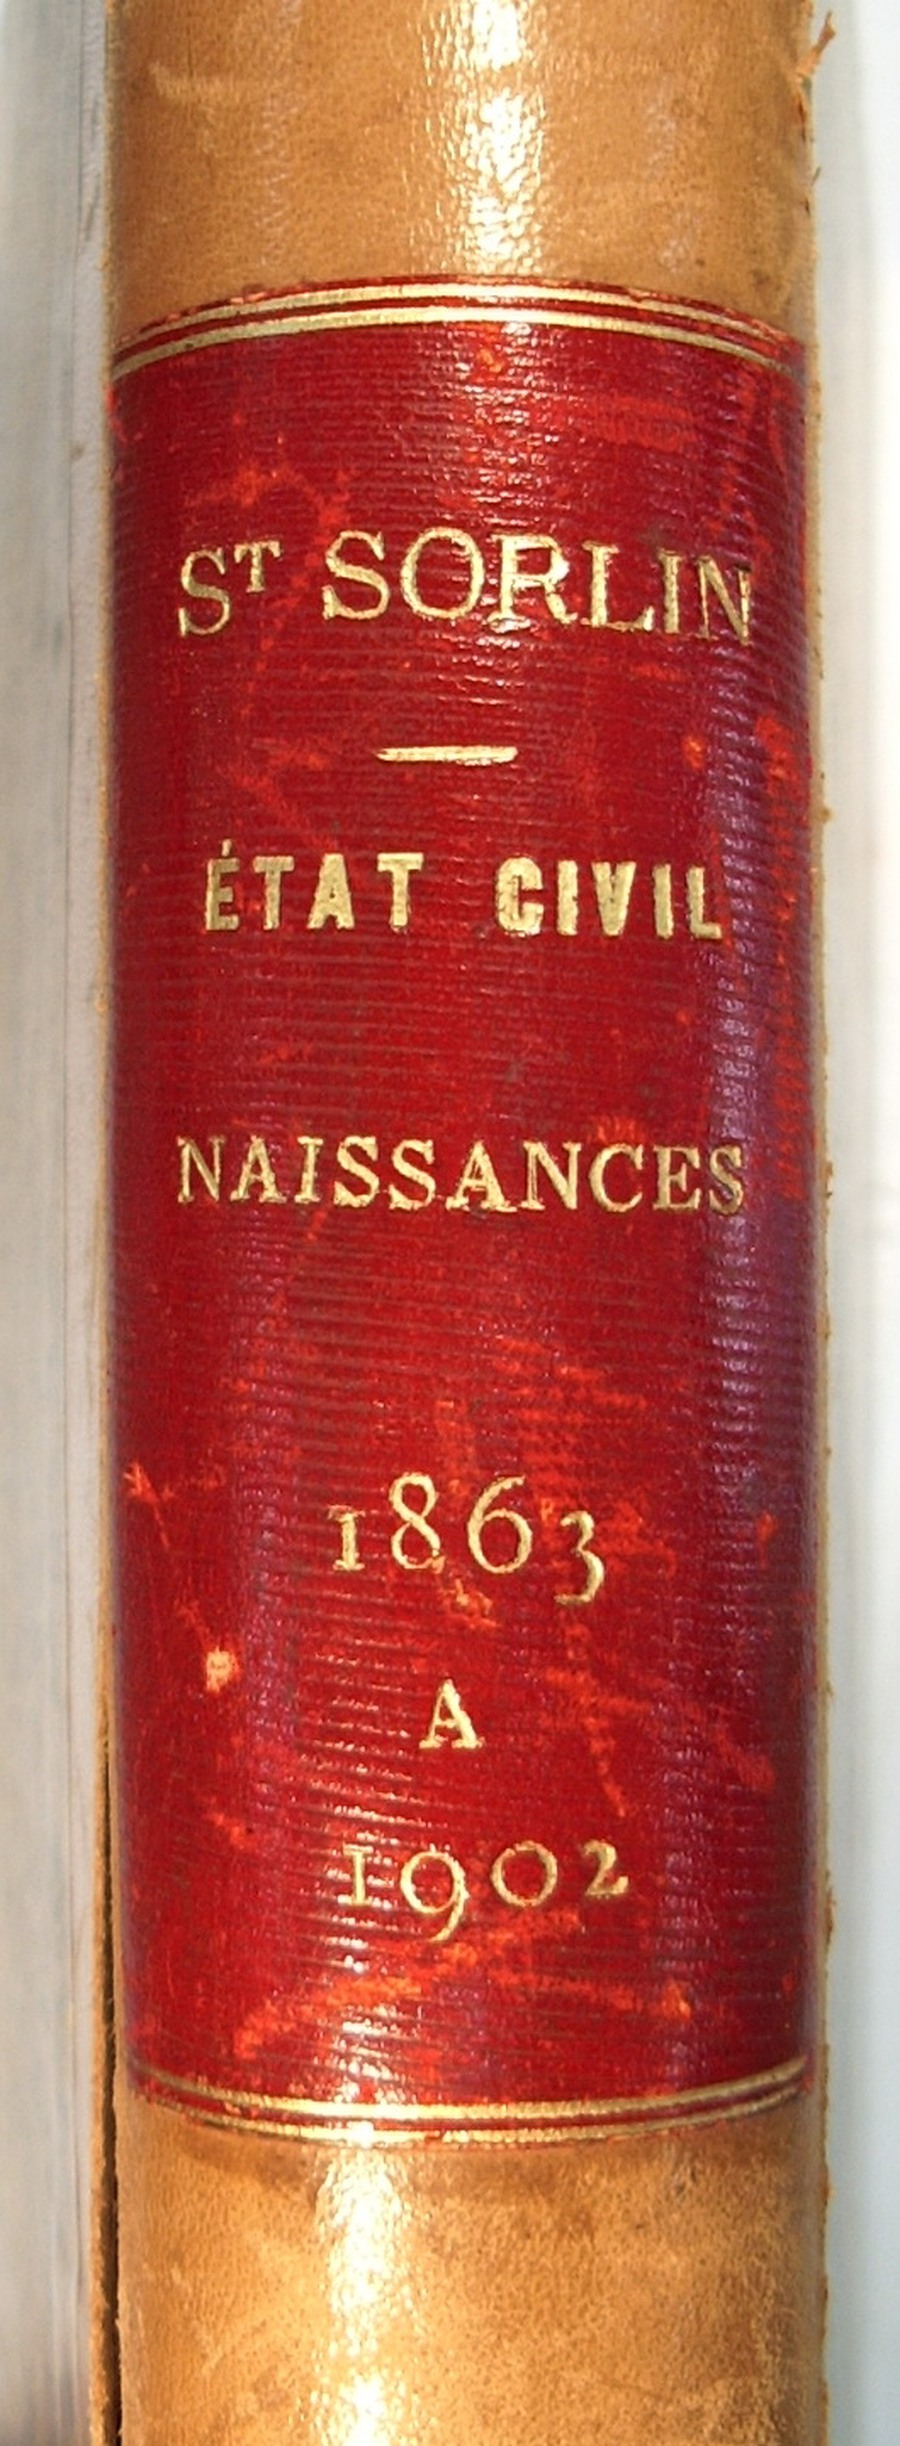 ST SORLIN
ÉTAT CIVIL
NAISSANCES
1863
A
1902